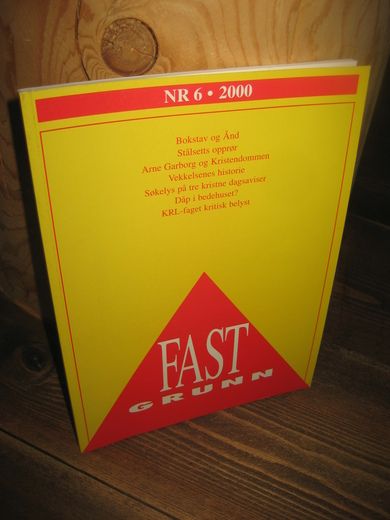 NR 6 • 2000
Bokstav og Ånd
Stålsetts opprør
Arne Garborg og Kristendommen
Vekkelsenes historie
Søkelys på tre kristne dagsaviser
Dåp i bedehuset?
KRL-faget kritisk belyst
FAST
GRUNN